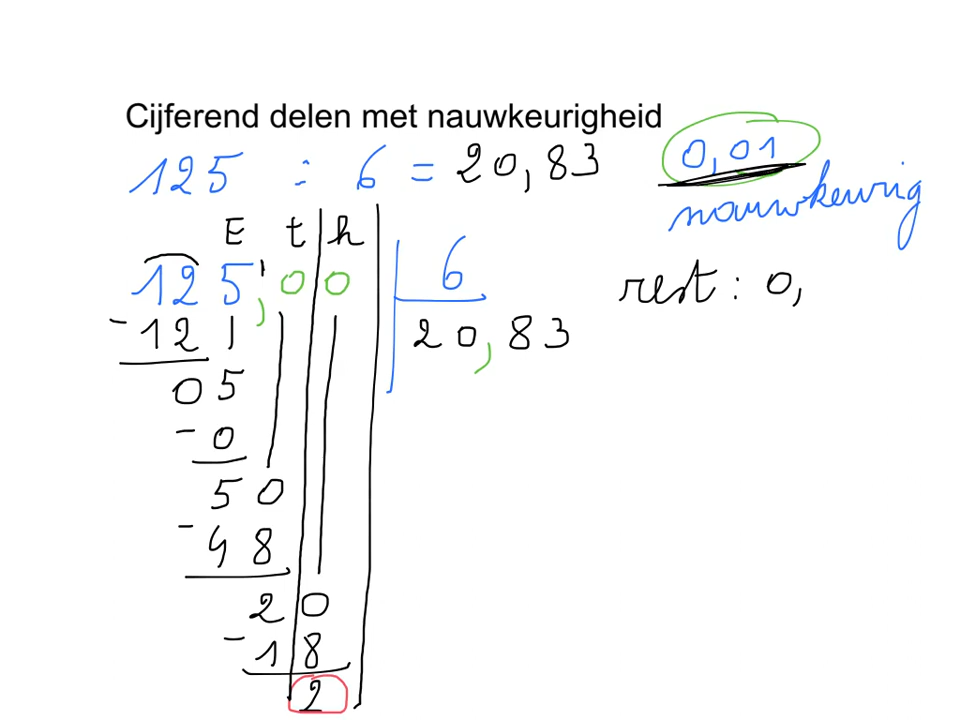 Cijferend delen met nauwkeurigheid
125 : 6 = 20,83
0,01
nauwkeurig
E t h
125,00 6
-12 20,83
05
-0
50
-48
20
-18
2
rest : 0,